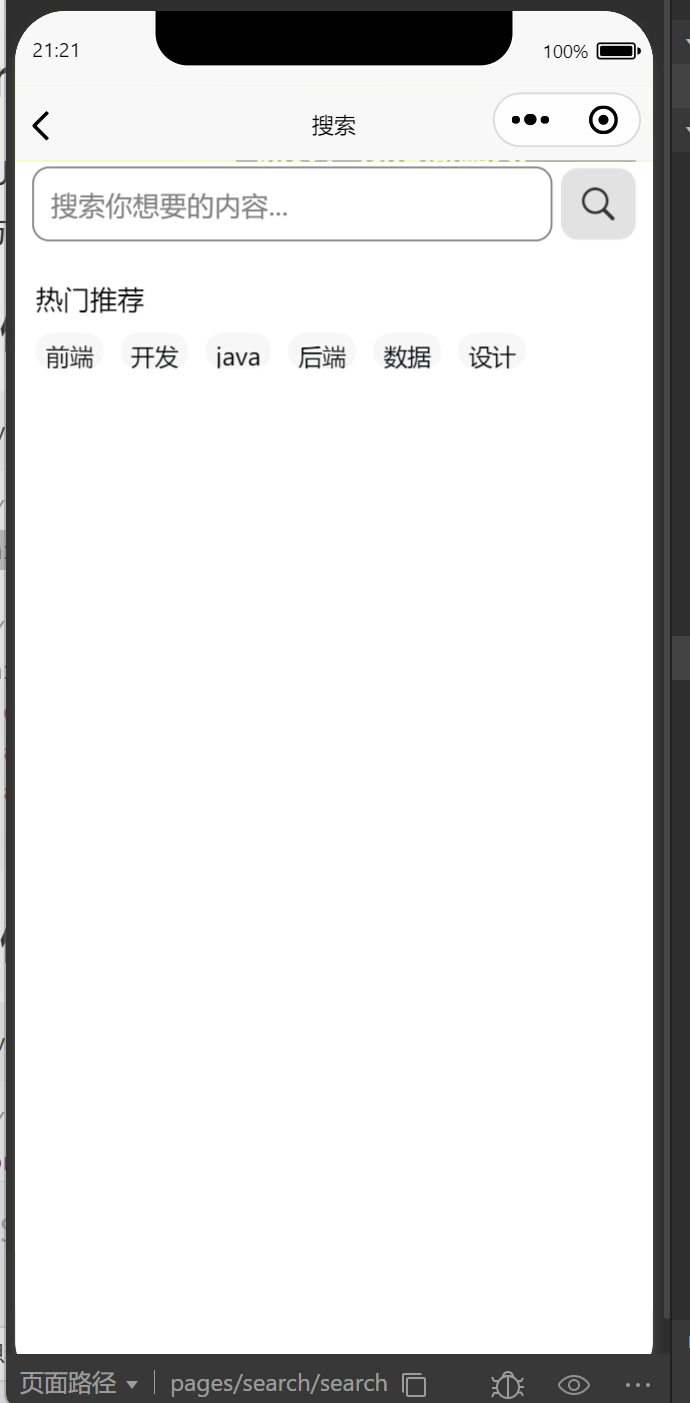 21:21 100%
搜索
搜索你想要的内容...
热门推荐
前端 开发 java 后端 数据 设计
页面路径 pages/search/search